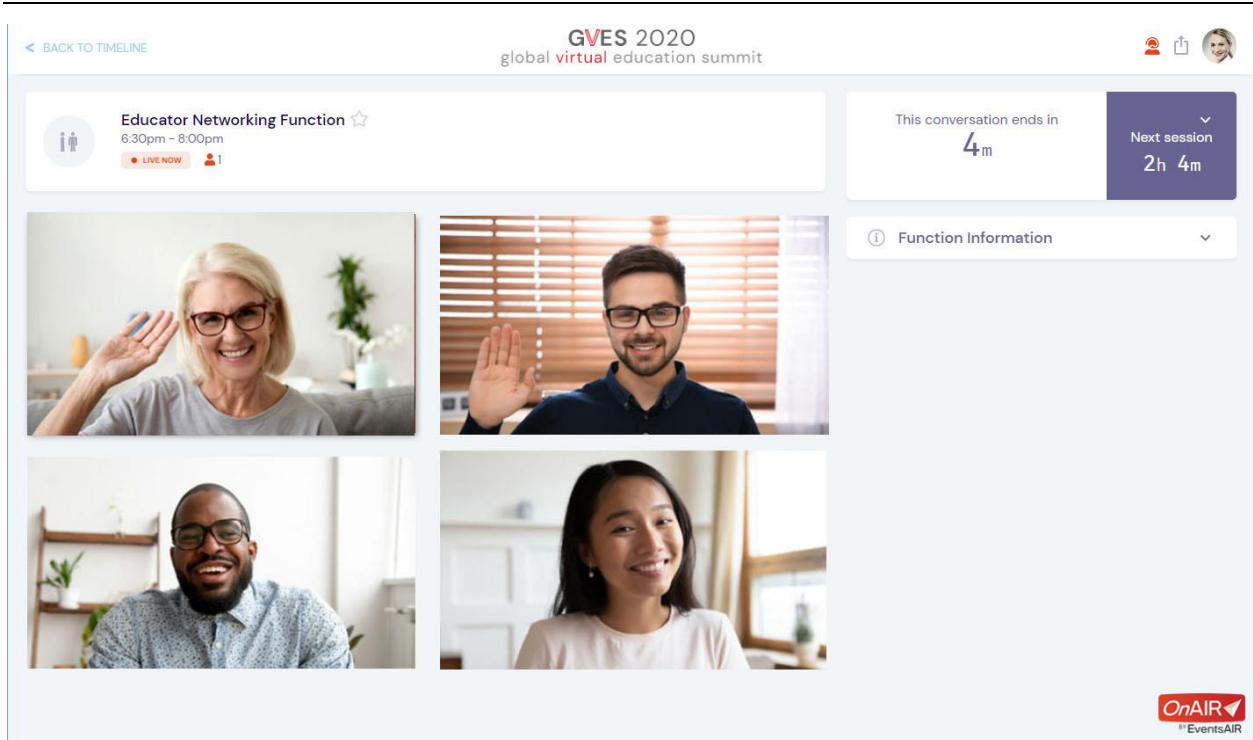 < BACK TO TIMELINE
GVES 2020
global virtual education summit
Educator Networking Function
6:30pm - 8:00pm
LIVE NOW
1
This conversation ends in
4m
Next session
2h 4m
Function Information
OnAIR
BY EventsAIR